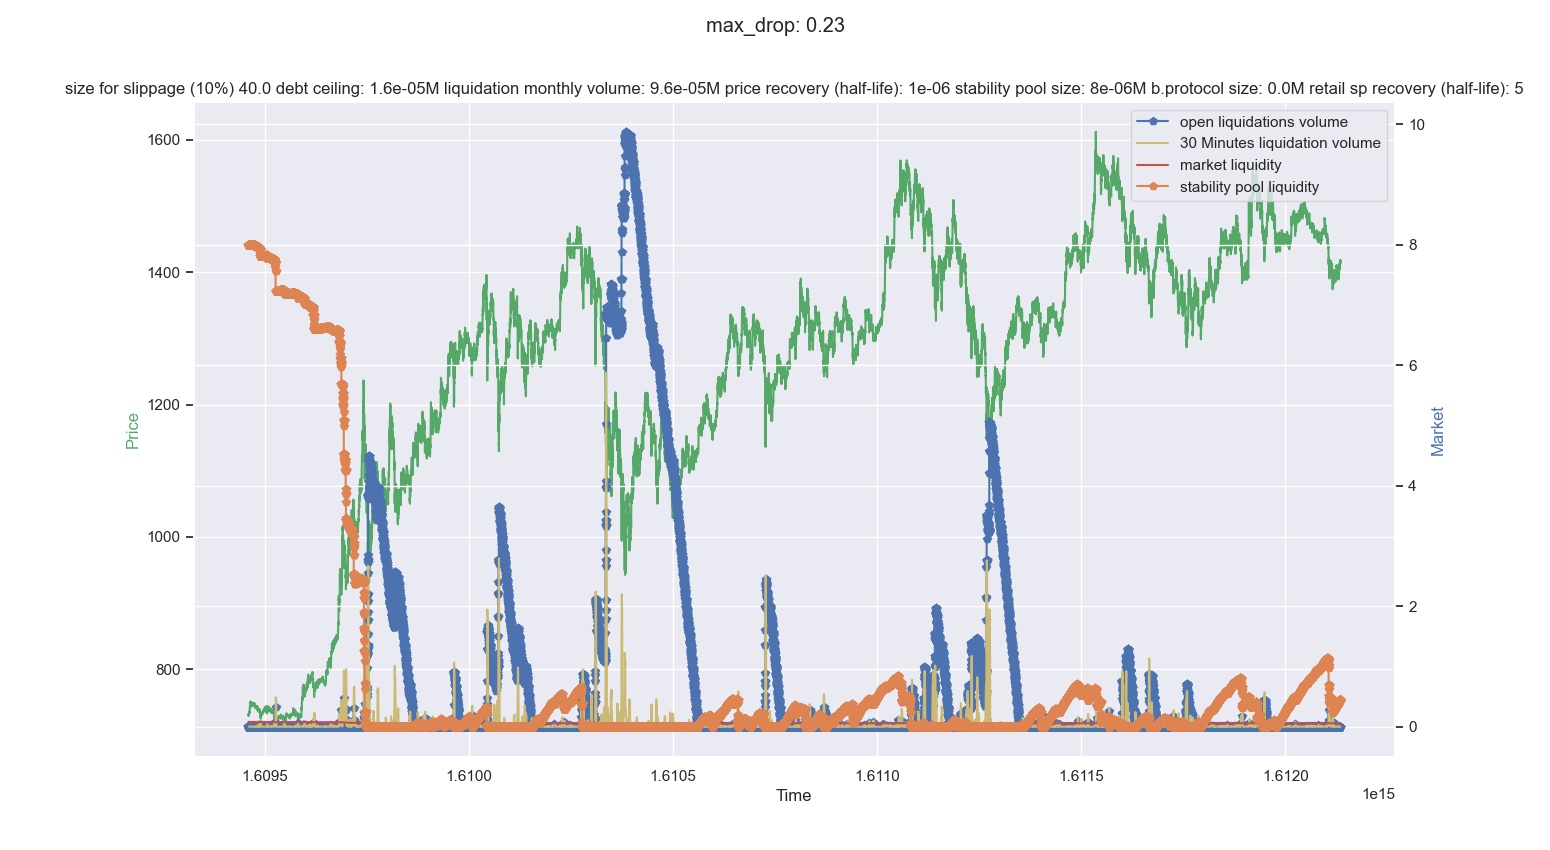 max_drop: 0.23
size for slippage (10%) 40.0 debt ceiling: 1.6e-05M liquidation monthly volume: 9.6e-05M price recovery (half-life): 1e-06 stability pool size: 8e-06M b.protocol size: 0.0M retail sp recovery (half-life): 5
open liquidations volume
30 Minutes liquidation volume
market liquidity
stability pool liquidity
1600
1400
1200
1000
800
Price
10
8
6
4
2
0
Market
1.6095 1.6100 1.6105 1.6110 1.6115 1.6120
1e15
Time